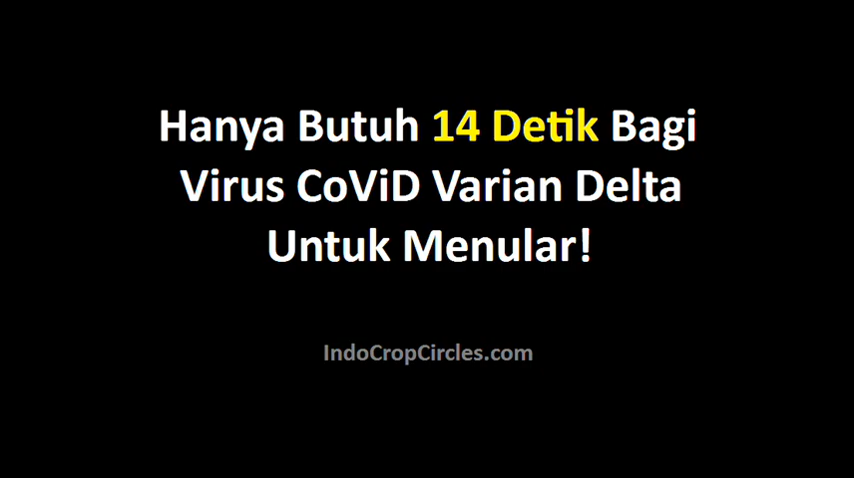 Hanya Butuh 14 Detik Bagi
Virus CoViD Varian Delta
Untuk Menular!
IndoCropCircles.com